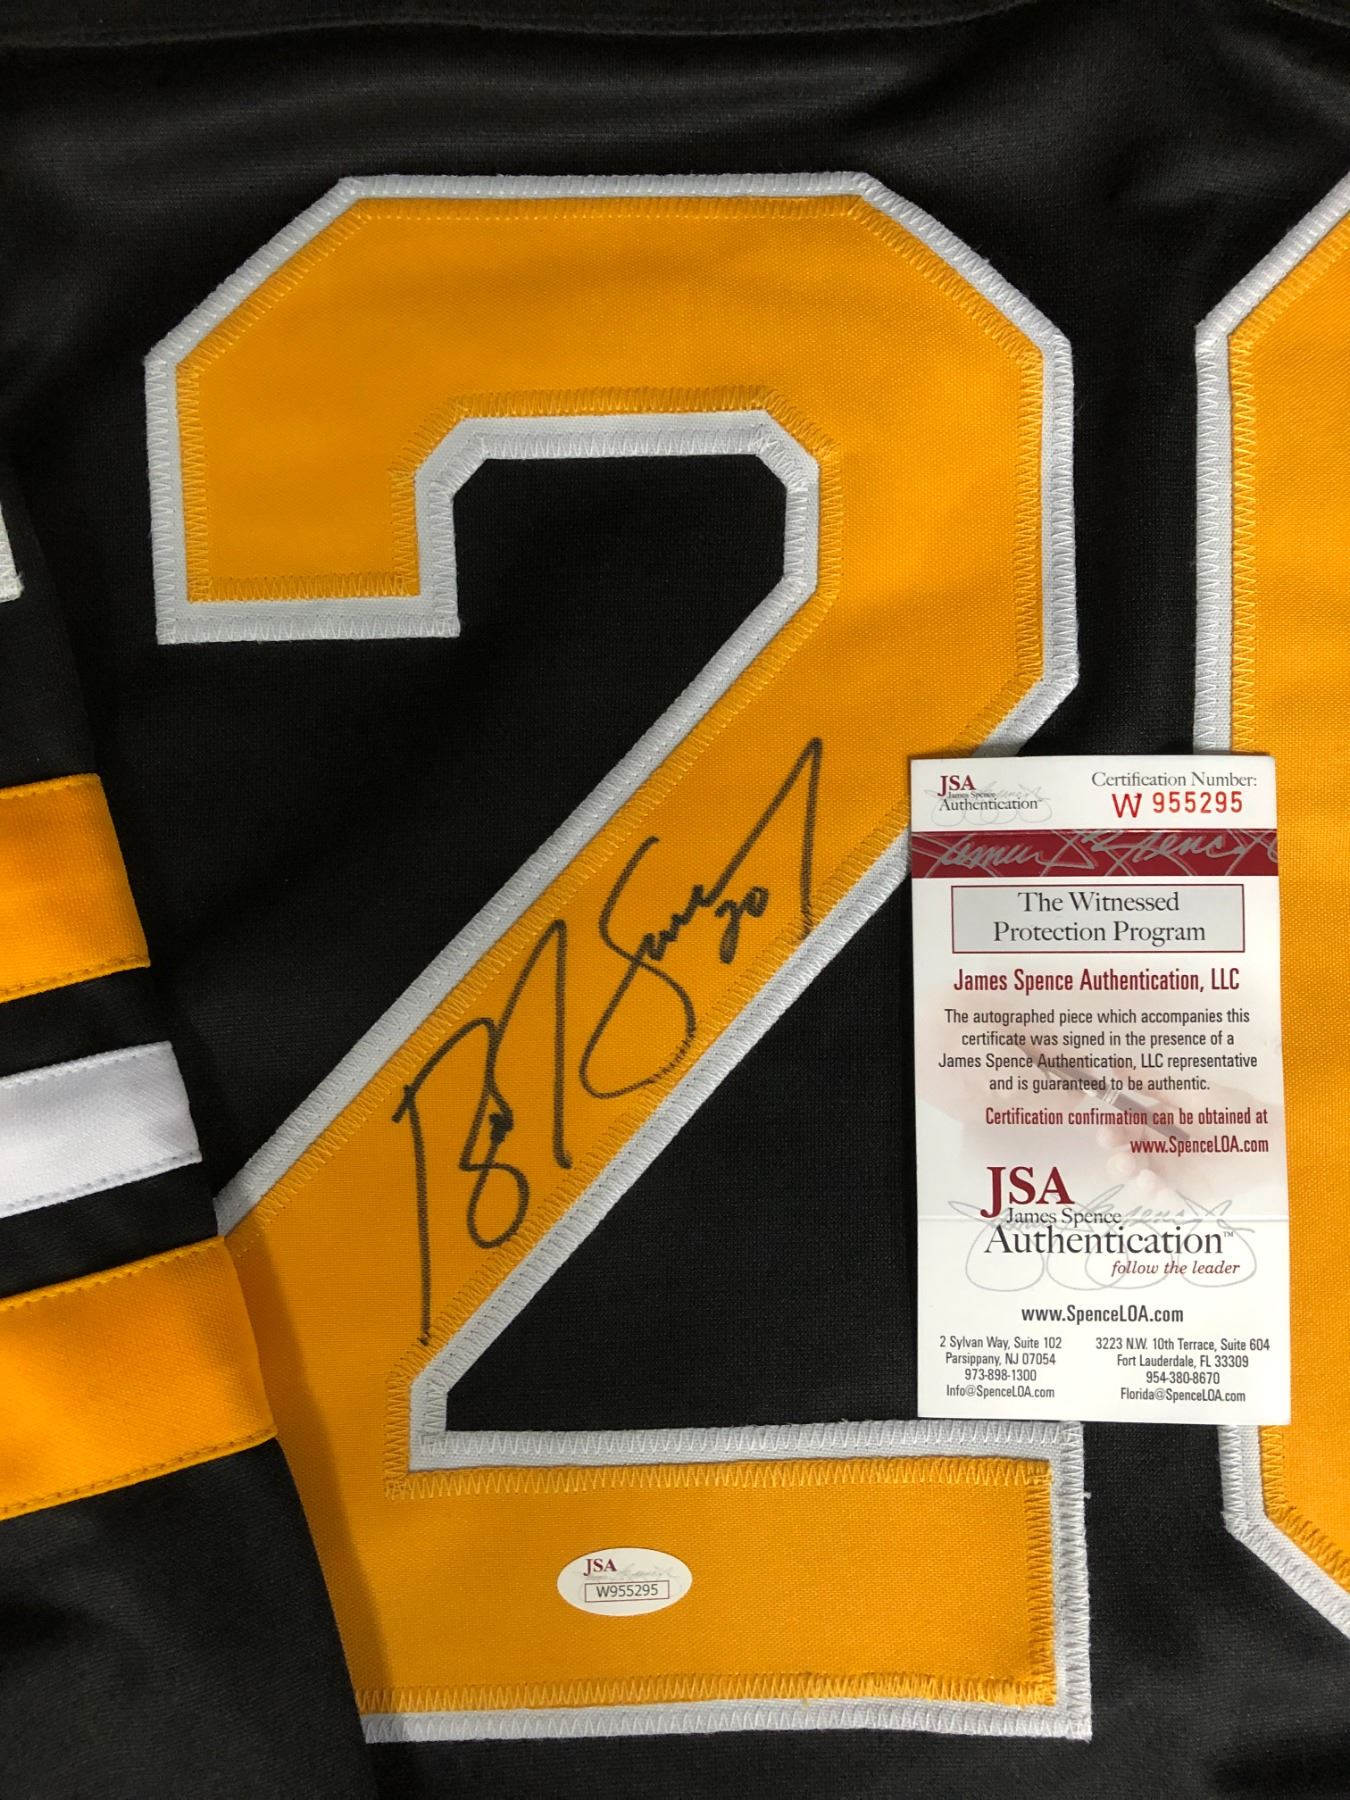 2
20
JSA
James Spence
Authentication™
Certification Number:
W 955295
The Witnessed
Protection Program
James Spence Authentication, LLC
The autographed piece which accompanies this
certificate was signed in the presence of a
James Spence Authentication, LLC representative
and is guaranteed to be authentic.
Certification confirmation can be obtained at
www.SpenceLOA.com
JSA
James Spence
Authentication™
follow the leader
www.SpenceLOA.com
2 Sylvan Way, Suite 102
Parsippany, NJ 07054
973-898-1300
Info@SpenceLOA.com
3223 N.W. 10th Terrace, Suite 604
Fort Lauderdale, FL 33309
954-380-8670
Florida@SpenceLOA.com
JSA
W955295